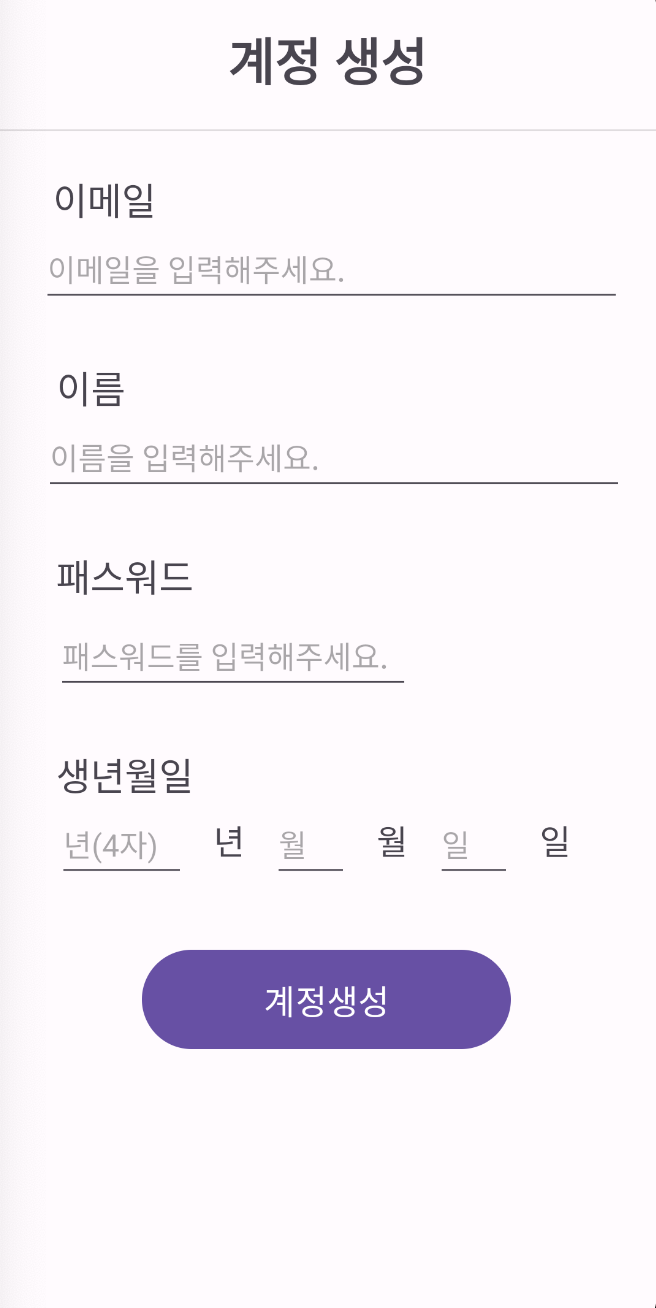 계정 생성
이메일
이메일을 입력해주세요.
이름
이름을 입력해주세요.
패스워드
패스워드를 입력해주세요.
생년월일
년(4자) 년 월 월 일 일
계정생성